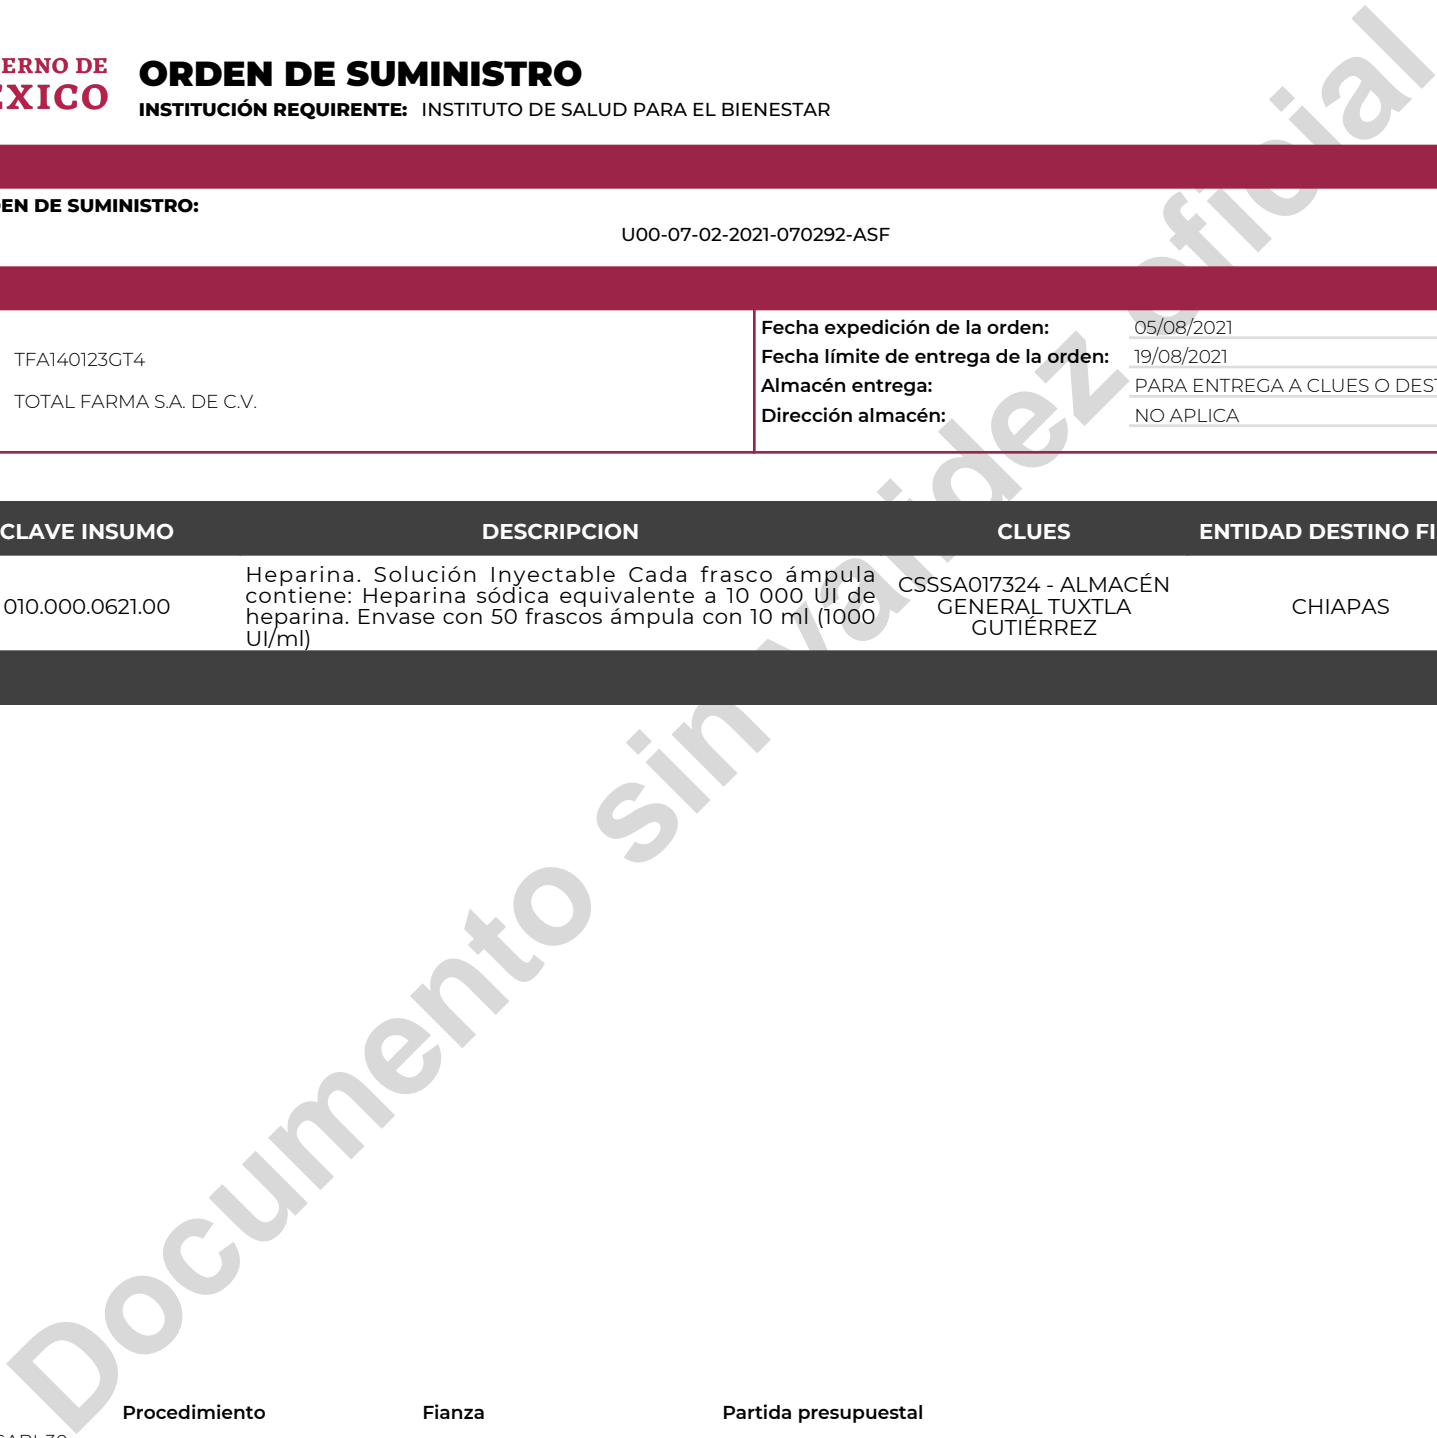 ERNO DE
ÉXICO
ORDEN DE SUMINISTRO
INSTITUCIÓN REQUIRENTE: INSTITUTO DE SALUD PARA EL BIENESTAR
EN DE SUMINISTRO:
U00-07-02-2021-070292-ASF
TFA140123GT4
TOTAL FARMA S.A. DE C.V.
Fecha expedición de la orden: 05/08/2021
Fecha límite de entrega de la orden: 19/08/2021
Almacén entrega: PARA ENTREGA A CLUES O DEST
Dirección almacén: NO APLICA
CLAVE INSUMO DESCRIPCION CLUES ENTIDAD DESTINO FI
010.000.0621.00
Heparina. Solución Inyectable Cada frasco ámpula
contiene: Heparina sódica equivalente a 10 000 UI de
heparina. Envase con 50 frascos ámpula con 10 ml (1000
UI/ml)
CSSSA017324 - ALMACÉN
GENERAL TUXTLA
GUTIÉRREZ
CHIAPAS
Documento sin validez oficial
Procedimiento Fianza Partida presupuestal